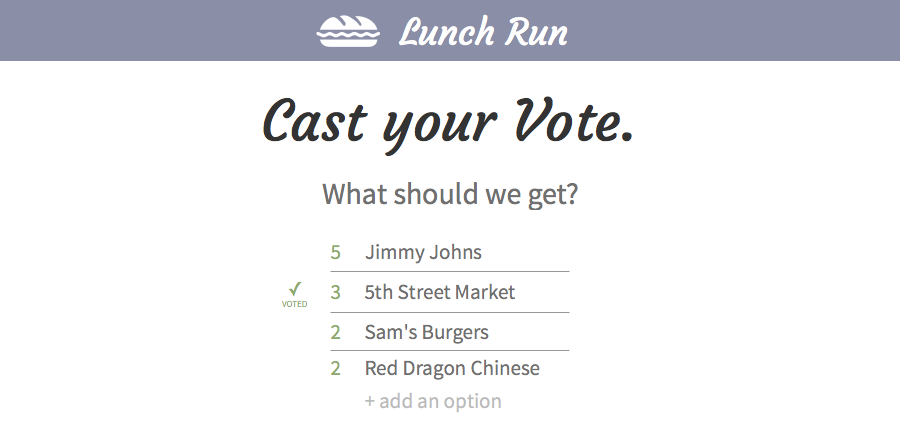 Lunch Run
Cast your Vote.
What should we get?
5 Jimmy Johns
✓
3 5th Street Market
VOTED
2 Sam's Burgers
2 Red Dragon Chinese
+ add an option